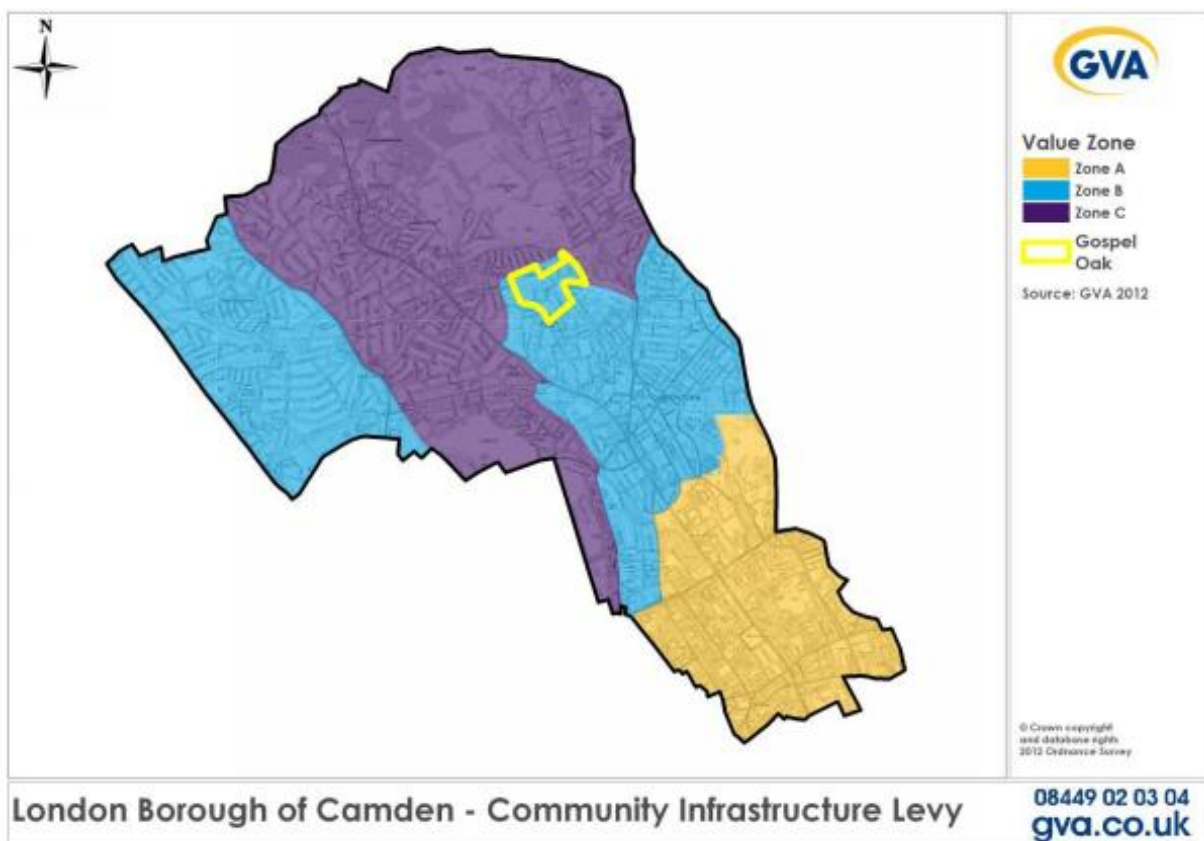 N
GVA
Value Zone
Zone A
Zone B
Zone C
Gospel
Oak
Source: GVA 2012
© Crown copyright
and database rights
2012 Ordnance Survey
London Borough of Camden - Community Infrastructure Levy
08449 02 03 04
gva.co.uk